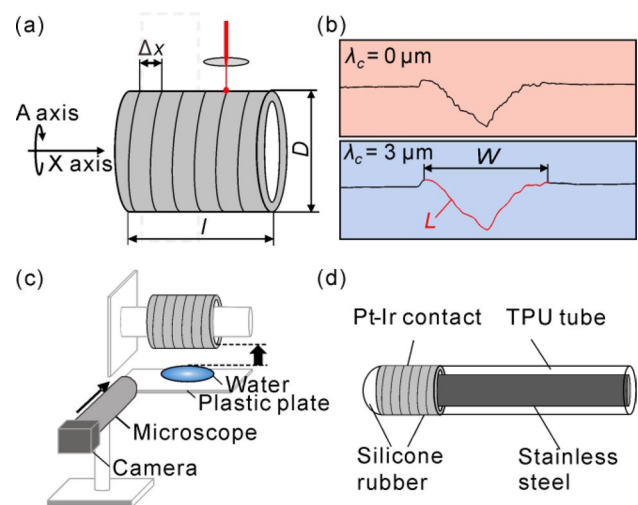 (a)
Δx
A axis
X axis
D
l
(b)
λc = 0 μm
λc = 3 μm
W
L
(c)
Water
Plastic plate
Microscope
Camera
(d)
Pt-Ir contact
TPU tube
Silicone
rubber
Stainless
steel